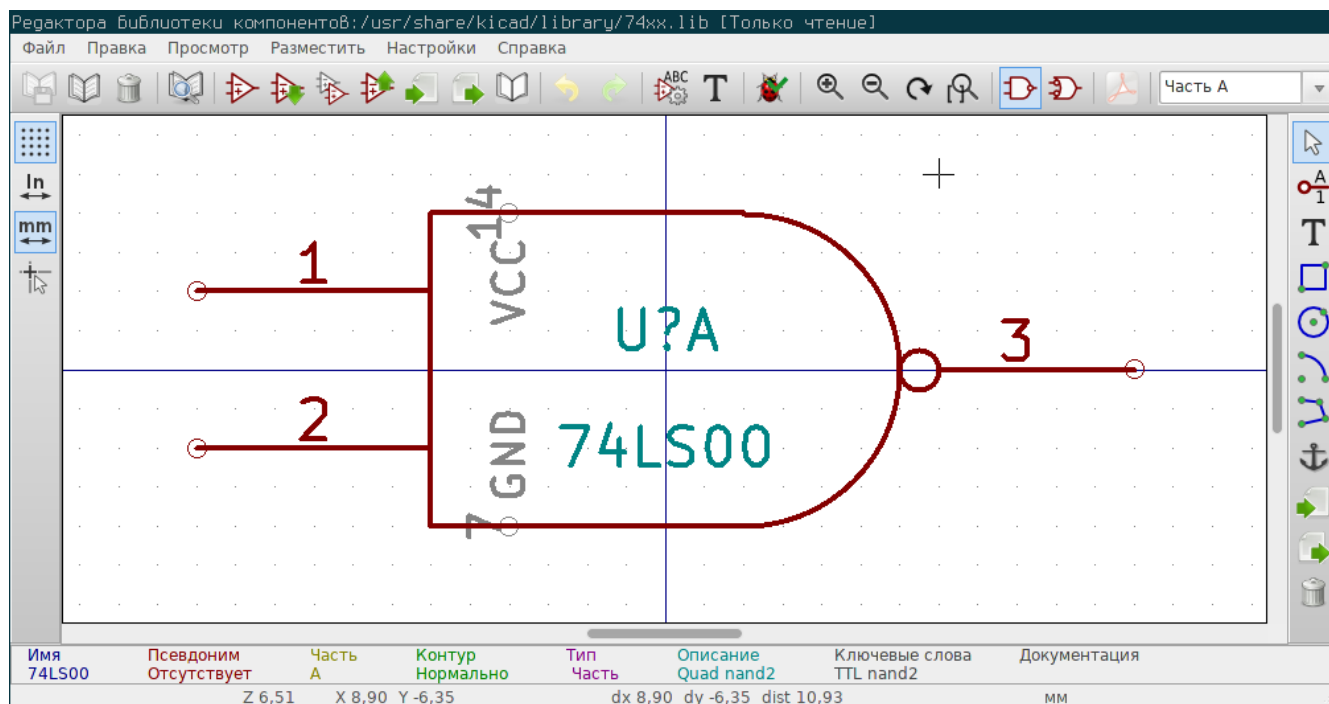 Редактора библиотеки компонентов:/usr/share/kicad/library/74xx.lib [Только чтение]
Файл Правка Просмотр Разместить Настройки Справка
ABC T Часть A
In
mm
A
1
T
14
VCC
1
U?A
3
2
GND
74LS00
7
Имя Псевдоним Часть Контур Тип Описание Ключевые слова Документация
74LS00 Отсутствует A Нормально Часть Quad nand2 TTL nand2
Z 6,51 X 8,90 Y -6,35 dx 8,90 dy -6,35 dist 10,93 мм